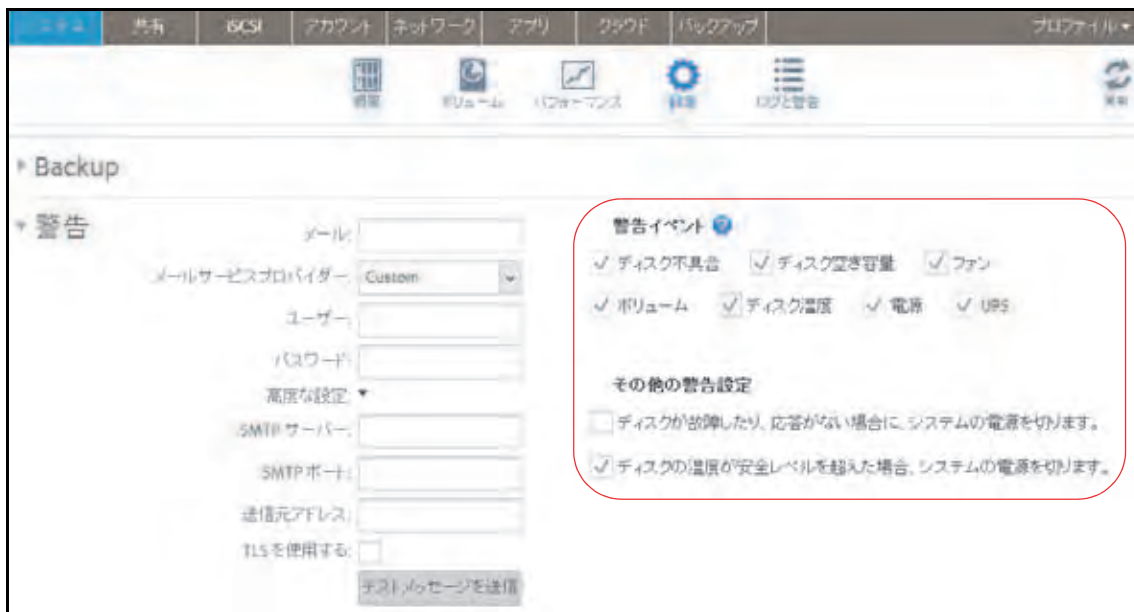 システム 共有 iSCSI アカウント ネットワーク アプリ クラウド バックアップ プロファイル
概要 ボリューム パフォーマンス 設定 ログと警告 更新
Backup
警告
メール:
メールサービスプロバイダー: Custom
ユーザー:
パスワード:
高度な設定:
SMTP サーバー:
SMTP ポート:
送信元アドレス:
TLS を使用する:
テストメッセージを送信
警告イベント ?
ディスク不具合 ディスク空き容量 ファン
ボリューム ディスク温度 電源 UPS
その他の警告設定
ディスクが故障したり、応答がない場合に、システムの電源を切ります。
ディスクの温度が安全レベルを超えた場合、システムの電源を切ります。